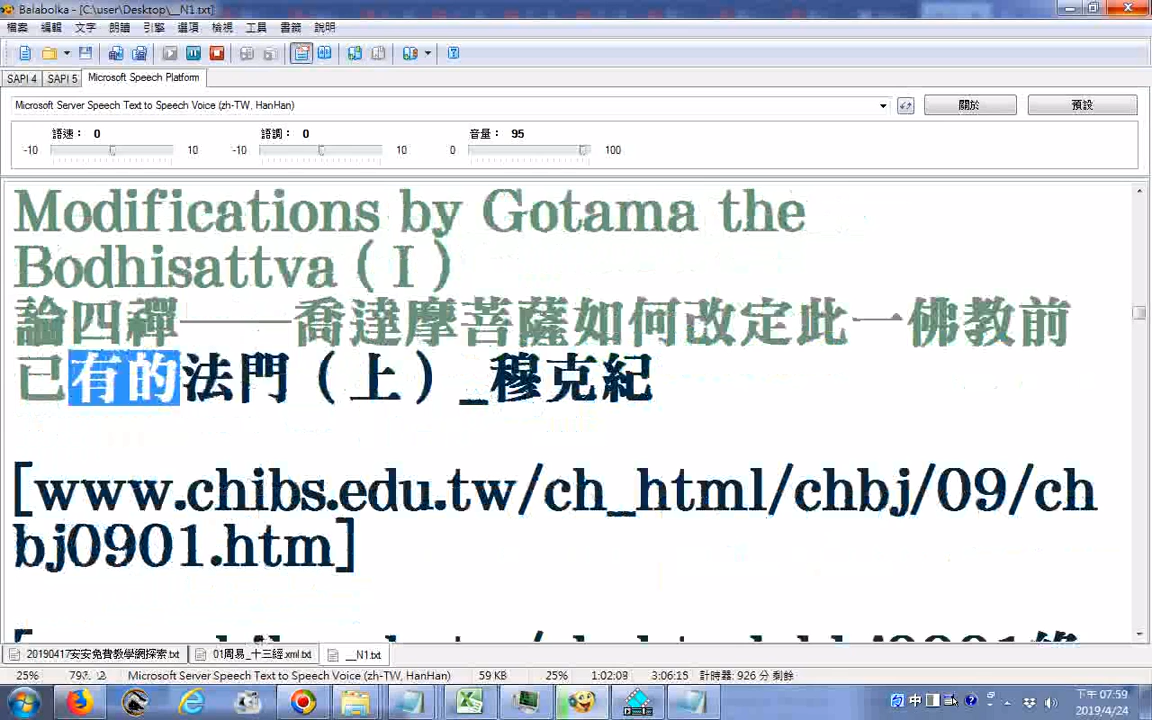 Balabolka - [C:\user\Desktop\__N1.txt]
檔案 編輯 文字 朗讀 引擎 選項 檢視 工具 書籤 說明
SAPI 4 SAPI 5 Microsoft Speech Platform
Microsoft Server Speech Text to Speech Voice (zh-TW, HanHan) 關於 預設
語速： 0 語調： 0 音量： 95
-10 10 -10 10 0 100
Modifications by Gotama the
Bodhisattva（I）
論四禪──喬達摩菩薩如何改定此一佛教前
已有的法門（上）_穆克紀
[www.chibs.edu.tw/ch_html/chbj/09/ch
bj0901.htm]
20190417安安免費教學網探索.txt 01周易_十三經.xml.txt __N1.txt
25% Microsoft Server Speech Text to Speech Voice (zh-TW, HanHan) 59 KB 25% 1:02:09 3:06:15 計時器: 926 分 剩餘
中 下午 07:59
2019/4/24